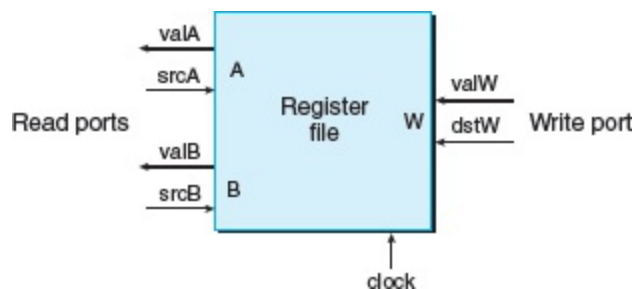 valA
srcA
A
Read ports
valB
srcB
B
Register
file
W
valW
dstW
Write port
clock